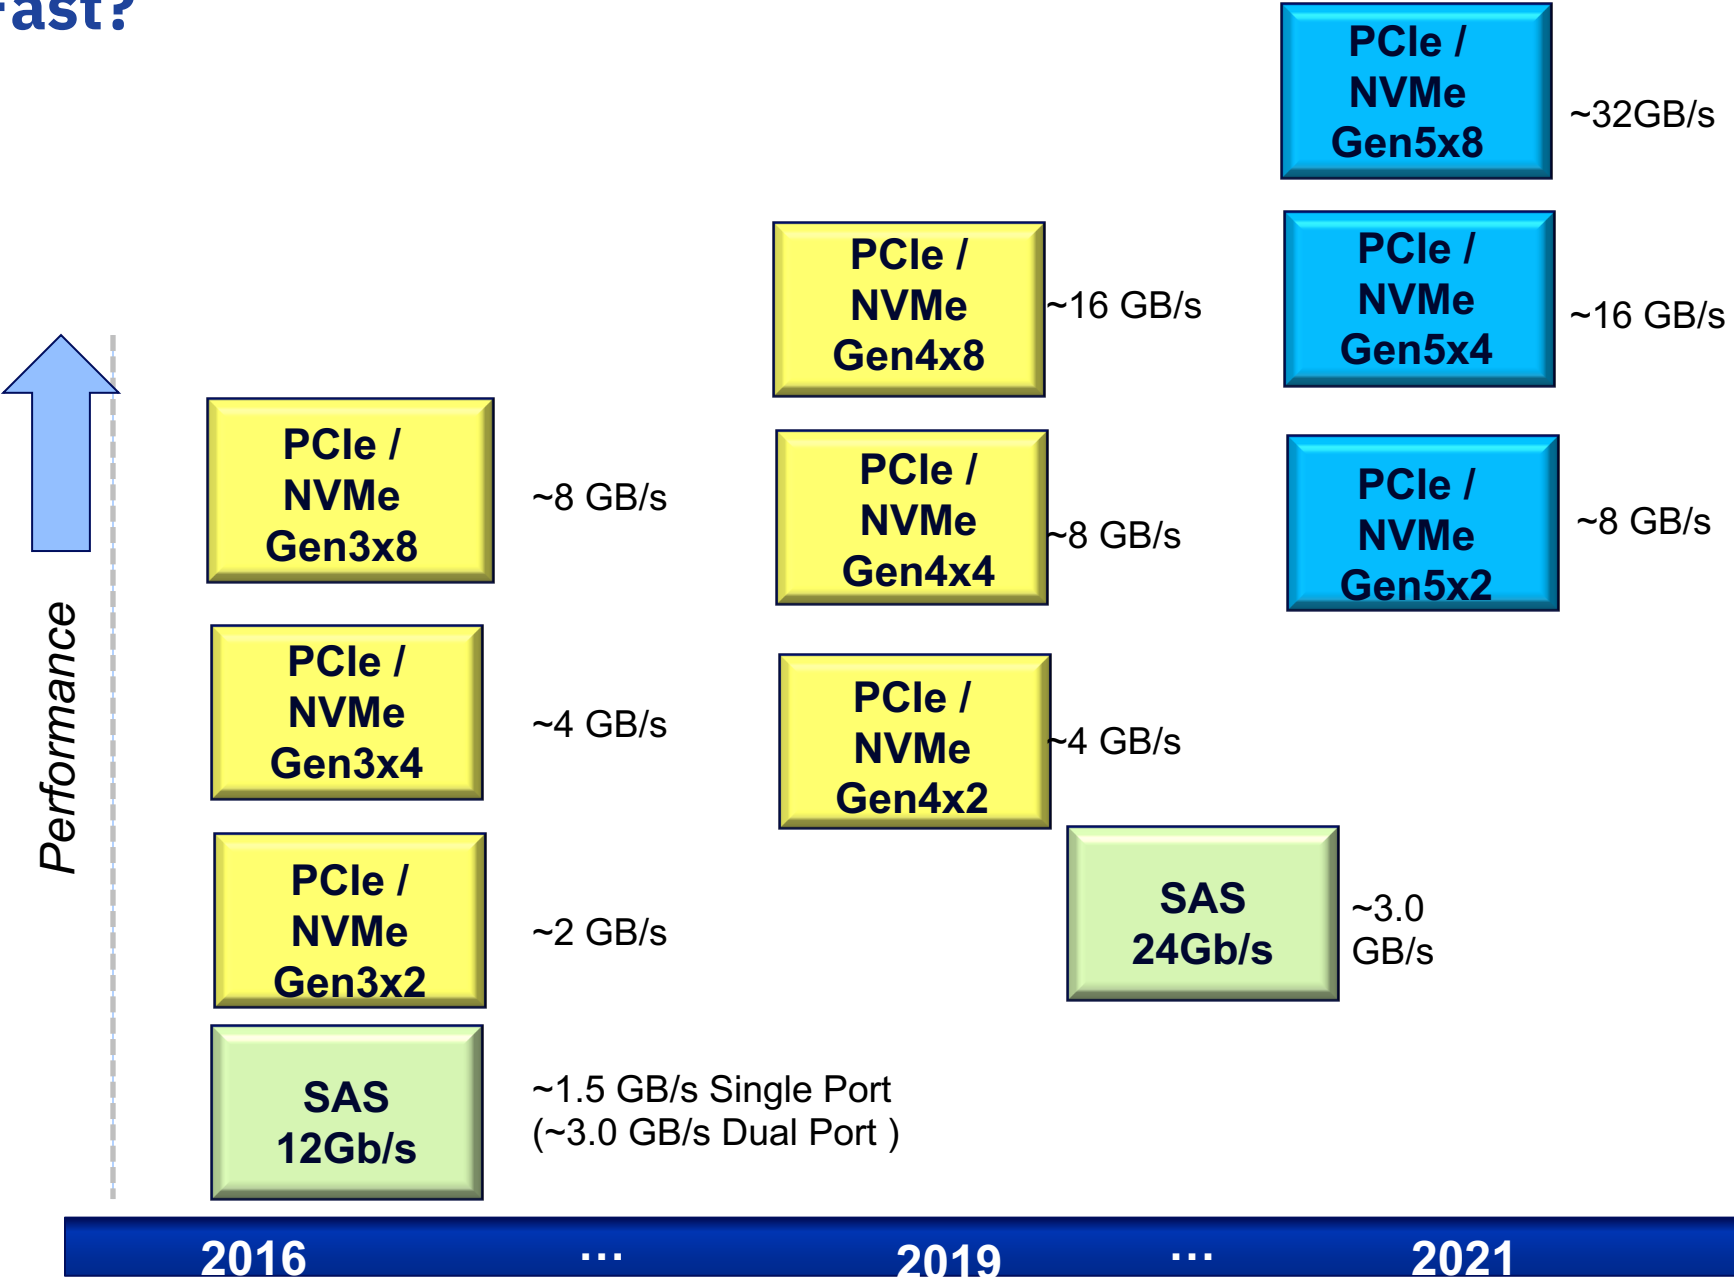 Fast?
PCIe /
NVMe
Gen5x8
~32GB/s
PCIe /
NVMe
Gen4x8
~16 GB/s
PCIe /
NVMe
Gen5x4
~16 GB/s
PCIe /
NVMe
Gen3x8
~8 GB/s
PCIe /
NVMe
Gen4x4
~8 GB/s
PCIe /
NVMe
Gen5x2
~8 GB/s
Performance
PCIe /
NVMe
Gen3x4
~4 GB/s
PCIe /
NVMe
Gen4x2
~4 GB/s
PCIe /
NVMe
Gen3x2
~2 GB/s
SAS
24Gb/s
~3.0
GB/s
SAS
12Gb/s
~1.5 GB/s Single Port
(~3.0 GB/s Dual Port )
2016 ... 2019 ... 2021